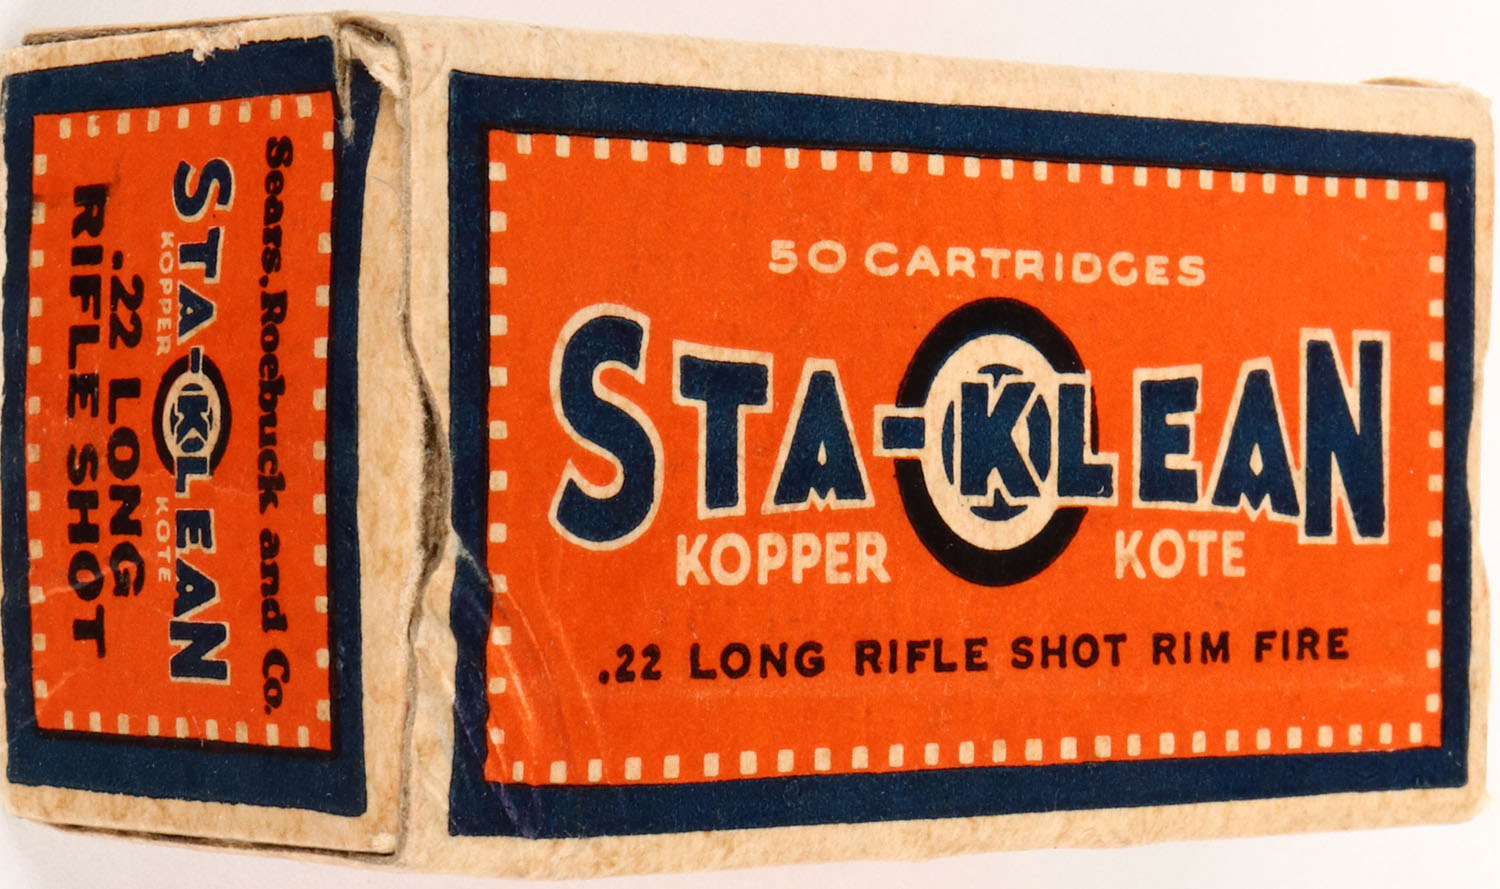 50 CARTRIDGES
STA-KLEAN
KOPPER KOTE
.22 LONG RIFLE SHOT RIM FIRE
Sears, Roebuck and Co.
STA-KLEAN
KOPPER KOTE
.22 LONG
RIFLE SHOT